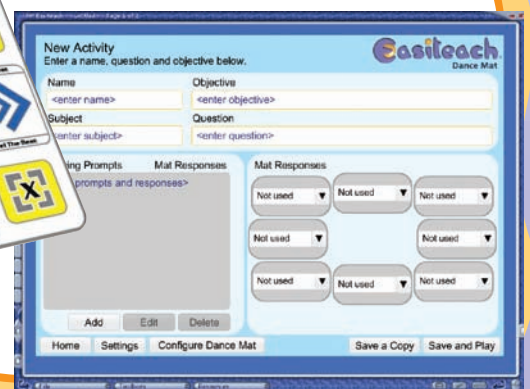 New Activity
Enter a name, question and objective below.
Easiteach
Dance Mat
Name
Objective
<enter name>
<enter objective>
Subject
Question
<enter subject>
<enter question>
Prompts
Mat Responses
Mat Responses
prompts and responses>
Not used
Not used
Not used
Not used
Not used
Not used
Not used
Not used
Add
Edit
Delete
Home
Settings
Configure Dance Mat
Save a Copy
Save and Play
X